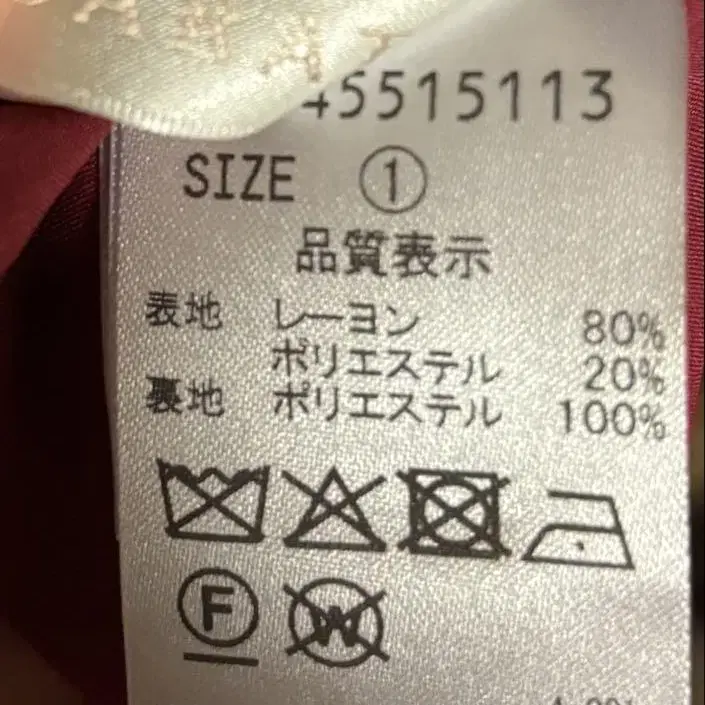 45515113
SIZE ①
品質表示
表地 レーヨン 80%
ポリエステル 20%
裏地 ポリエステル 100%
F W